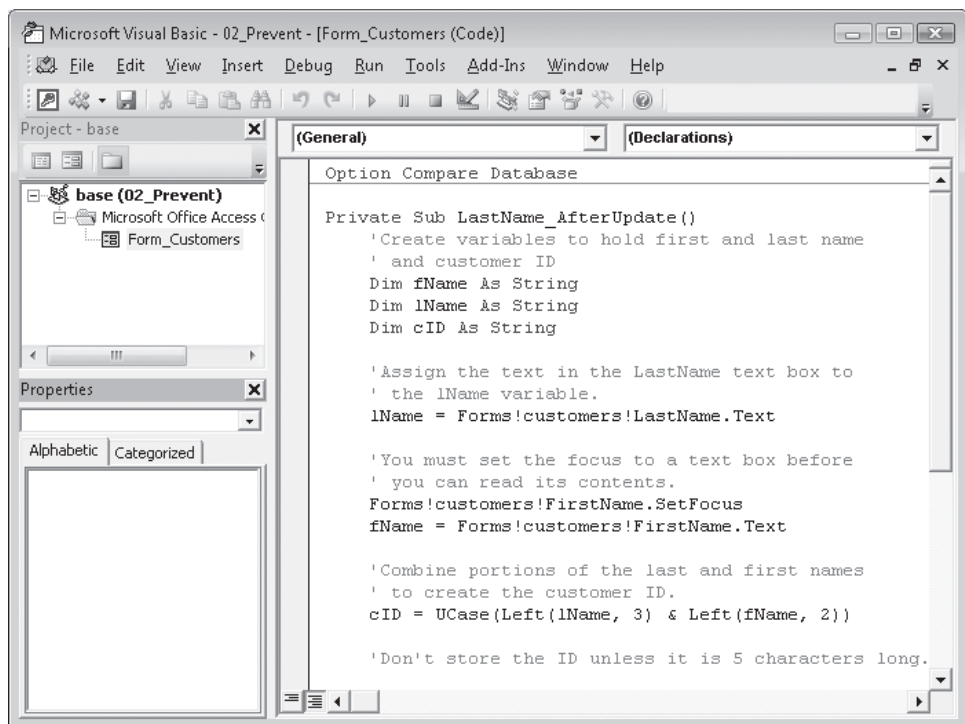 Microsoft Visual Basic - 02_Prevent - [Form_Customers (Code)]
File Edit View Insert Debug Run Tools Add-Ins Window Help
Project - base
base (02_Prevent)
Microsoft Office Access
Form_Customers
Properties
Alphabetic Categorized
(General) (Declarations)
Option Compare Database
Private Sub LastName_AfterUpdate()
'Create variables to hold first and last name
' and customer ID
Dim fName As String
Dim lName As String
Dim cID As String
'Assign the text in the LastName text box to
' the lName variable.
lName = Forms!customers!LastName.Text
'You must set the focus to a text box before
' you can read its contents.
Forms!customers!FirstName.SetFocus
fName = Forms!customers!FirstName.Text
'Combine portions of the last and first names
' to create the customer ID.
cID = UCase(Left(lName, 3) & Left(fName, 2))
'Don't store the ID unless it is 5 characters long.